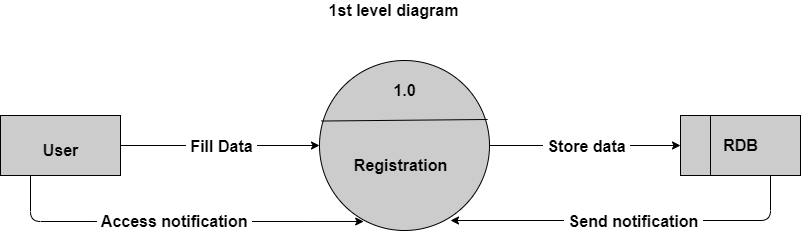 1st level diagram
1.0
User
Fill Data
Registration
Store data
RDB
Access notification
Send notification